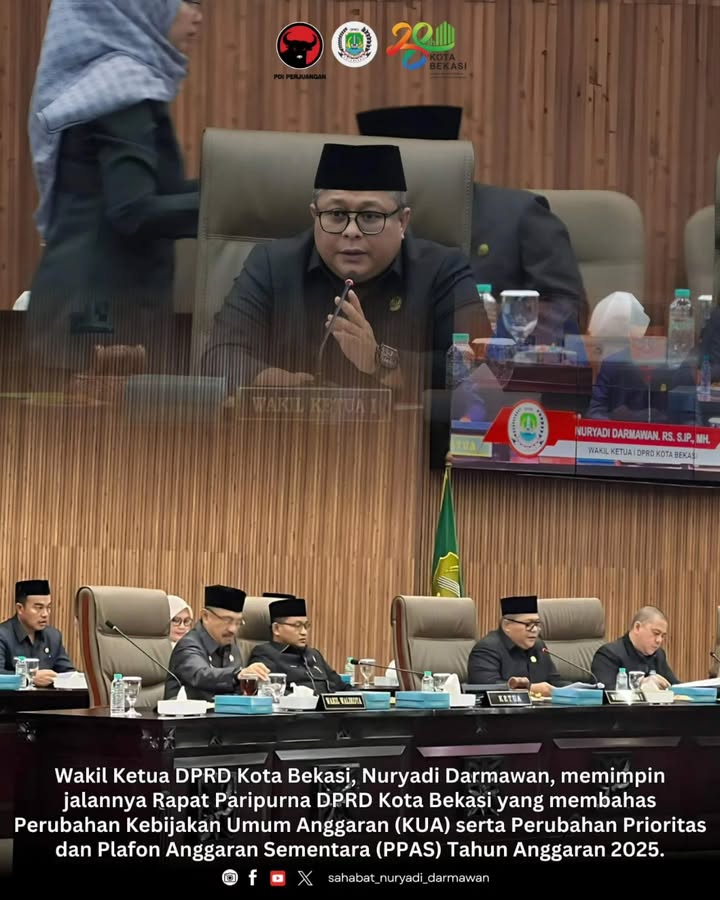 PDI PERJUANGAN
28 KOTA
BEKASI
WAKIL KETUA I
NURYADI DARMAWAN. RS. S.IP., MH.
WAKIL KETUA I DPRD KOTA BEKASI
WAKIL WALIKOTA
KETUA
Wakil Ketua DPRD Kota Bekasi, Nuryadi Darmawan, memimpin
jalannya Rapat Paripurna DPRD Kota Bekasi yang membahas
Perubahan Kebijakan Umum Anggaran (KUA) serta Perubahan Prioritas
dan Plafon Anggaran Sementara (PPAS) Tahun Anggaran 2025.
sahabat_nuryadi_darmawan